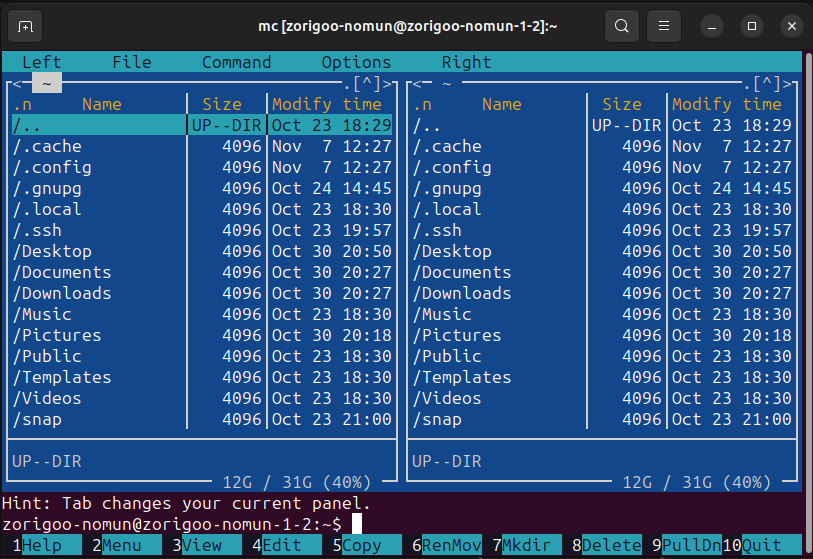 mc [zorigoo-nomun@zorigoo-nomun-1-2]:~
Left File Command Options Right
<- ~ .[^]> <- ~ .[^]>
.n Name Size Modify time .n Name Size Modify time
/.. UP--DIR Oct 23 18:29 /.. UP--DIR Oct 23 18:29
/.cache 4096 Nov 7 12:27 /.cache 4096 Nov 7 12:27
/.config 4096 Nov 7 12:27 /.config 4096 Nov 7 12:27
/.gnupg 4096 Oct 24 14:45 /.gnupg 4096 Oct 24 14:45
/.local 4096 Oct 23 18:30 /.local 4096 Oct 23 18:30
/.ssh 4096 Oct 23 19:57 /.ssh 4096 Oct 23 19:57
/Desktop 4096 Oct 30 20:50 /Desktop 4096 Oct 30 20:50
/Documents 4096 Oct 30 20:27 /Documents 4096 Oct 30 20:27
/Downloads 4096 Oct 30 20:27 /Downloads 4096 Oct 30 20:27
/Music 4096 Oct 23 18:30 /Music 4096 Oct 23 18:30
/Pictures 4096 Oct 30 20:18 /Pictures 4096 Oct 30 20:18
/Public 4096 Oct 23 18:30 /Public 4096 Oct 23 18:30
/Templates 4096 Oct 23 18:30 /Templates 4096 Oct 23 18:30
/Videos 4096 Oct 23 18:30 /Videos 4096 Oct 23 18:30
/snap 4096 Oct 23 21:00 /snap 4096 Oct 23 21:00
UP--DIR UP--DIR
12G / 31G (40%) 12G / 31G (40%)
Hint: Tab changes your current panel.
zorigoo-nomun@zorigoo-nomun-1-2:~$
1Help 2Menu 3View 4Edit 5Copy 6RenMov 7Mkdir 8Delete 9PullDn 10Quit